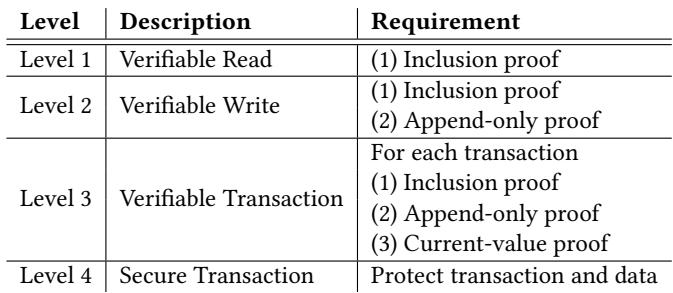 Level Description Requirement
Level 1 Verifiable Read (1) Inclusion proof
Level 2 Verifiable Write (1) Inclusion proof
(2) Append-only proof
Level 3 Verifiable Transaction For each transaction
(1) Inclusion proof
(2) Append-only proof
(3) Current-value proof
Level 4 Secure Transaction Protect transaction and data